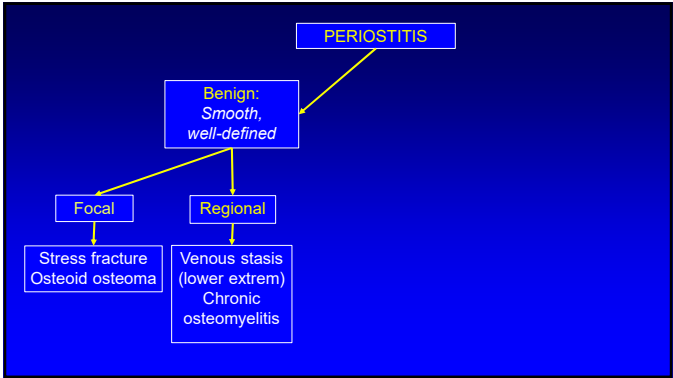 PERIOSTITIS
Benign:
Smooth,
well-defined
Focal
Regional
Stress fracture
Osteoid osteoma
Venous stasis
(lower extrem)
Chronic
osteomyelitis